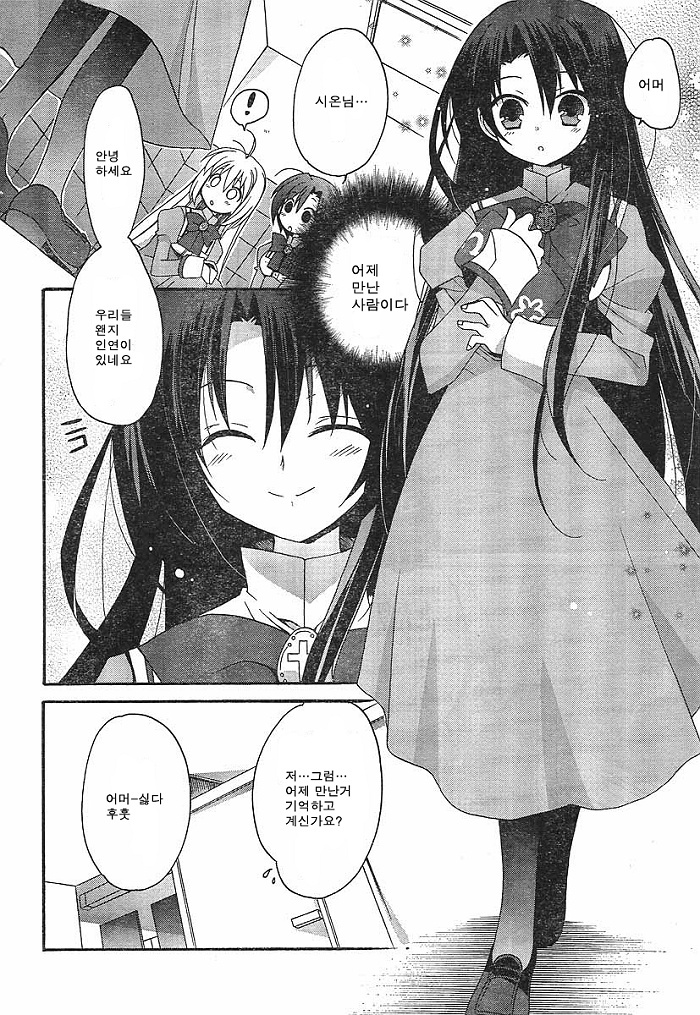 어머
시온님…
!
어제
만난
사람이다
안녕
하세요
우리들
왠지
인연이
있네요
저…그럼…
어제 만난거
기억하고
계신가요?
어머-싫다
후훗